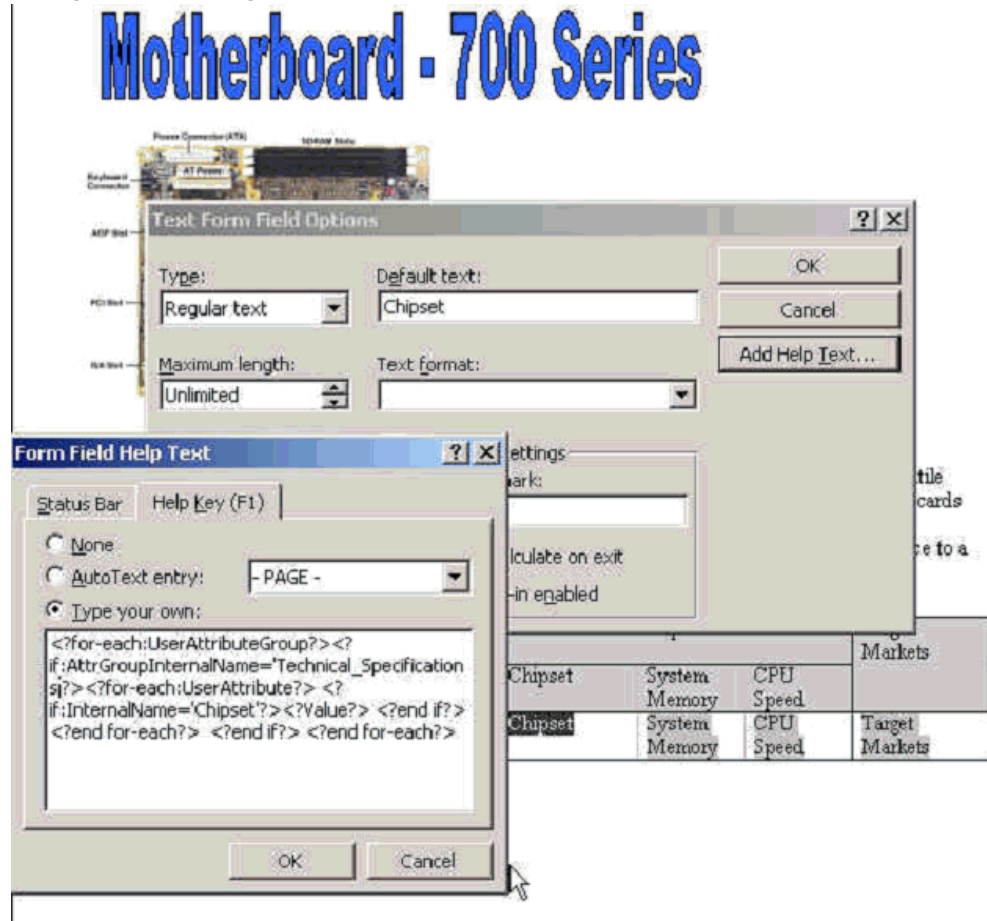 Motherboard - 700 Series
Power Connector (ATX)
SDRAM Slots
AT Power
Keyboard
Connector
AGP Slot
PCI Slot
ISA Slot
Text Form Field Options
Type:
Default text:
OK
Regular text
Chipset
Cancel
Maximum length:
Text format:
Add Help Text...
Unlimited
Form Field Help Text
ettings
ark:
Status Bar
Help Key (F1)
tile
cards
None
lculate on exit
ce to a
AutoText entry:
- PAGE -
-in enabled
Type your own:
<?for-each:UserAttributeGroup?><?
if:AttrGroupInternalName='Technical_Specification
s'?><?for-each:UserAttribute?> <?
if:InternalName='Chipset'?><?Value?> <?end if?>
<?end for-each?> <?end if?> <?end for-each?>
Markets
Chipset
System
Memory
CPU
Speed
Chipset
System
Memory
CPU
Speed
Target
Markets
OK
Cancel